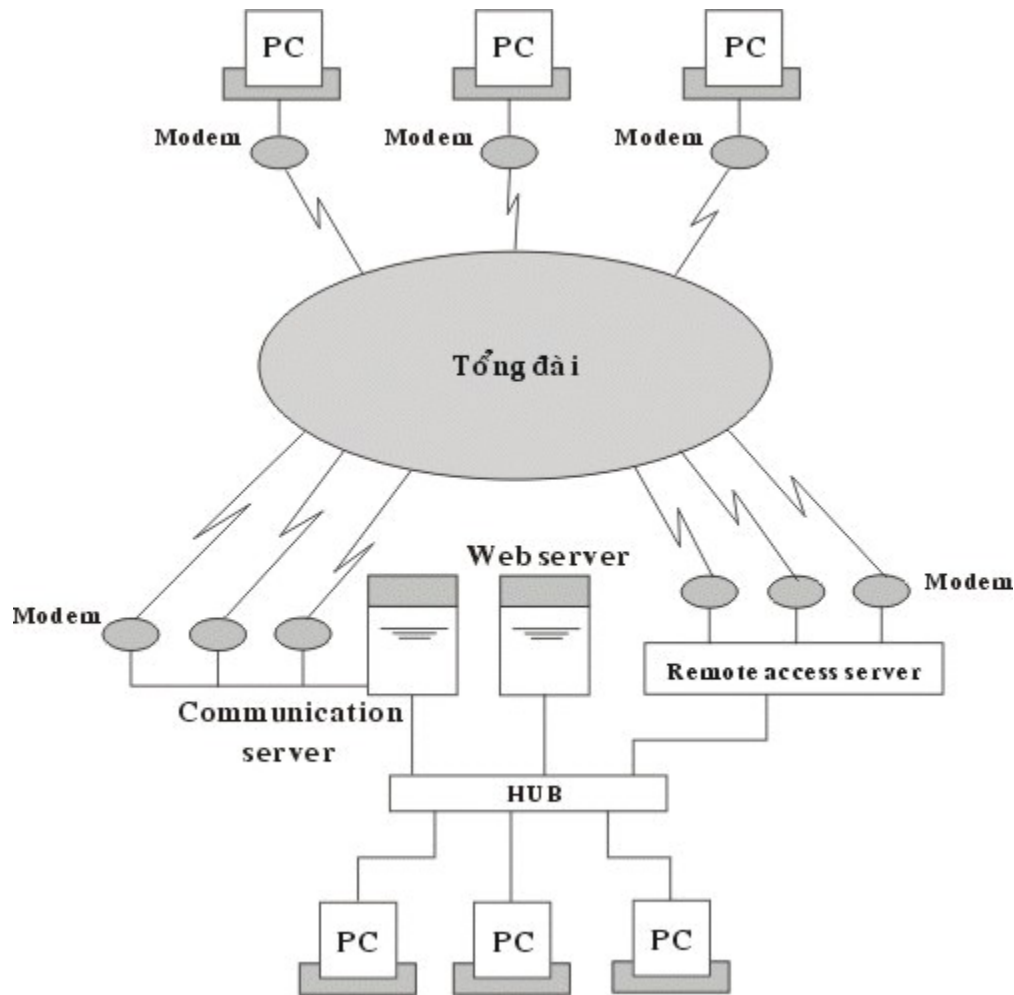 PC
PC
PC
Modem
Modem
Modem
Tổng đài
Web server
Modem
Modem
Remote access server
Communication
server
HUB
PC
PC
PC